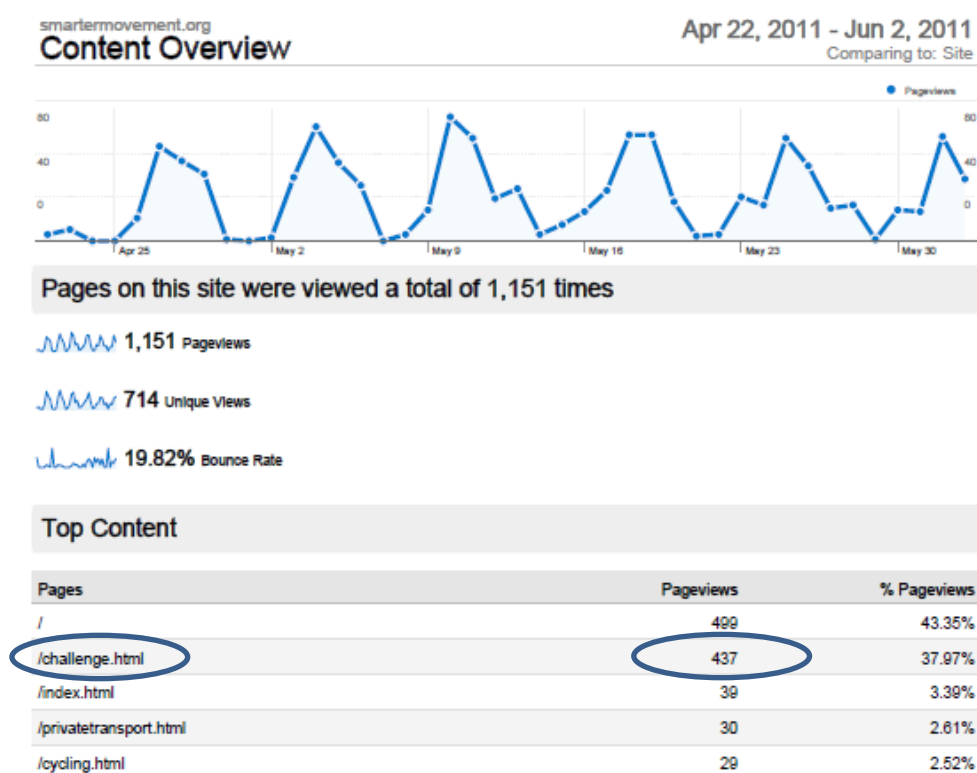 smartermovement.org
Content Overview
Apr 22, 2011 - Jun 2, 2011
Comparing to: Site
Pageviews
80 80
40 40
0 0
Apr 25 May 2 May 9 May 16 May 23 May 30
Pages on this site were viewed a total of 1,151 times
1,151 Pageviews
714 Unique Views
19.82% Bounce Rate
Top Content
Pages Pageviews % Pageviews
/ 499 43.35%
/challenge.html 437 37.97%
/index.html 39 3.39%
/privatetransport.html 30 2.61%
/cycling.html 29 2.52%